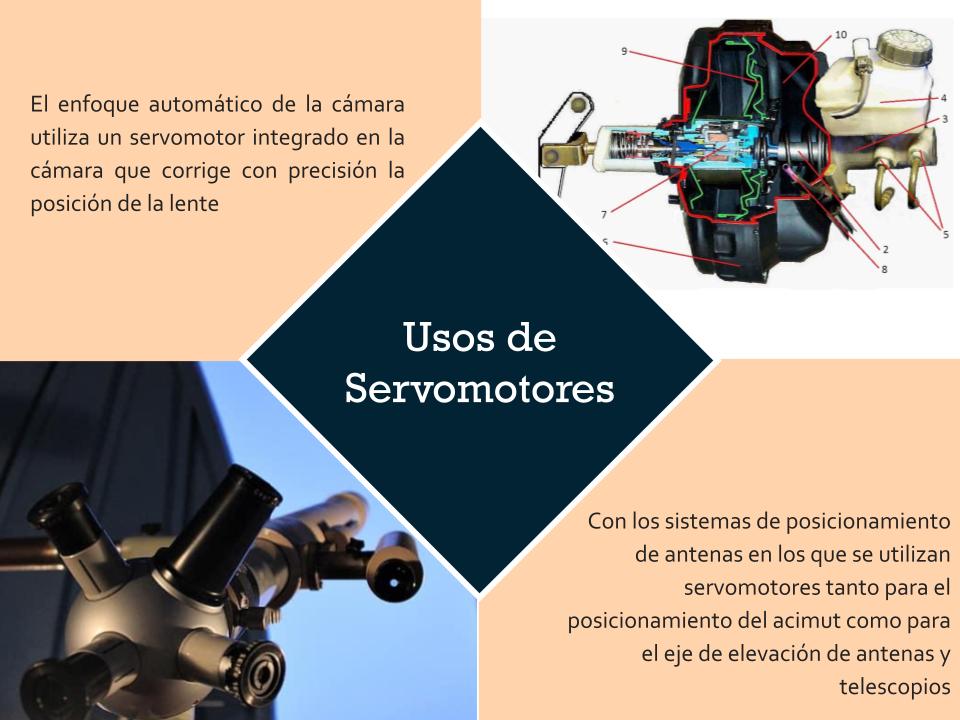 El enfoque automático de la cámara
utiliza un servomotor integrado en la
cámara que corrige con precisión la
posición de la lente
10
9
4
3
7
6
5
2
8
Usos de
Servomotores
Con los sistemas de posicionamiento
de antenas en los que se utilizan
servomotores tanto para el
posicionamiento del acimut como para
el eje de elevación de antenas y
telescopios